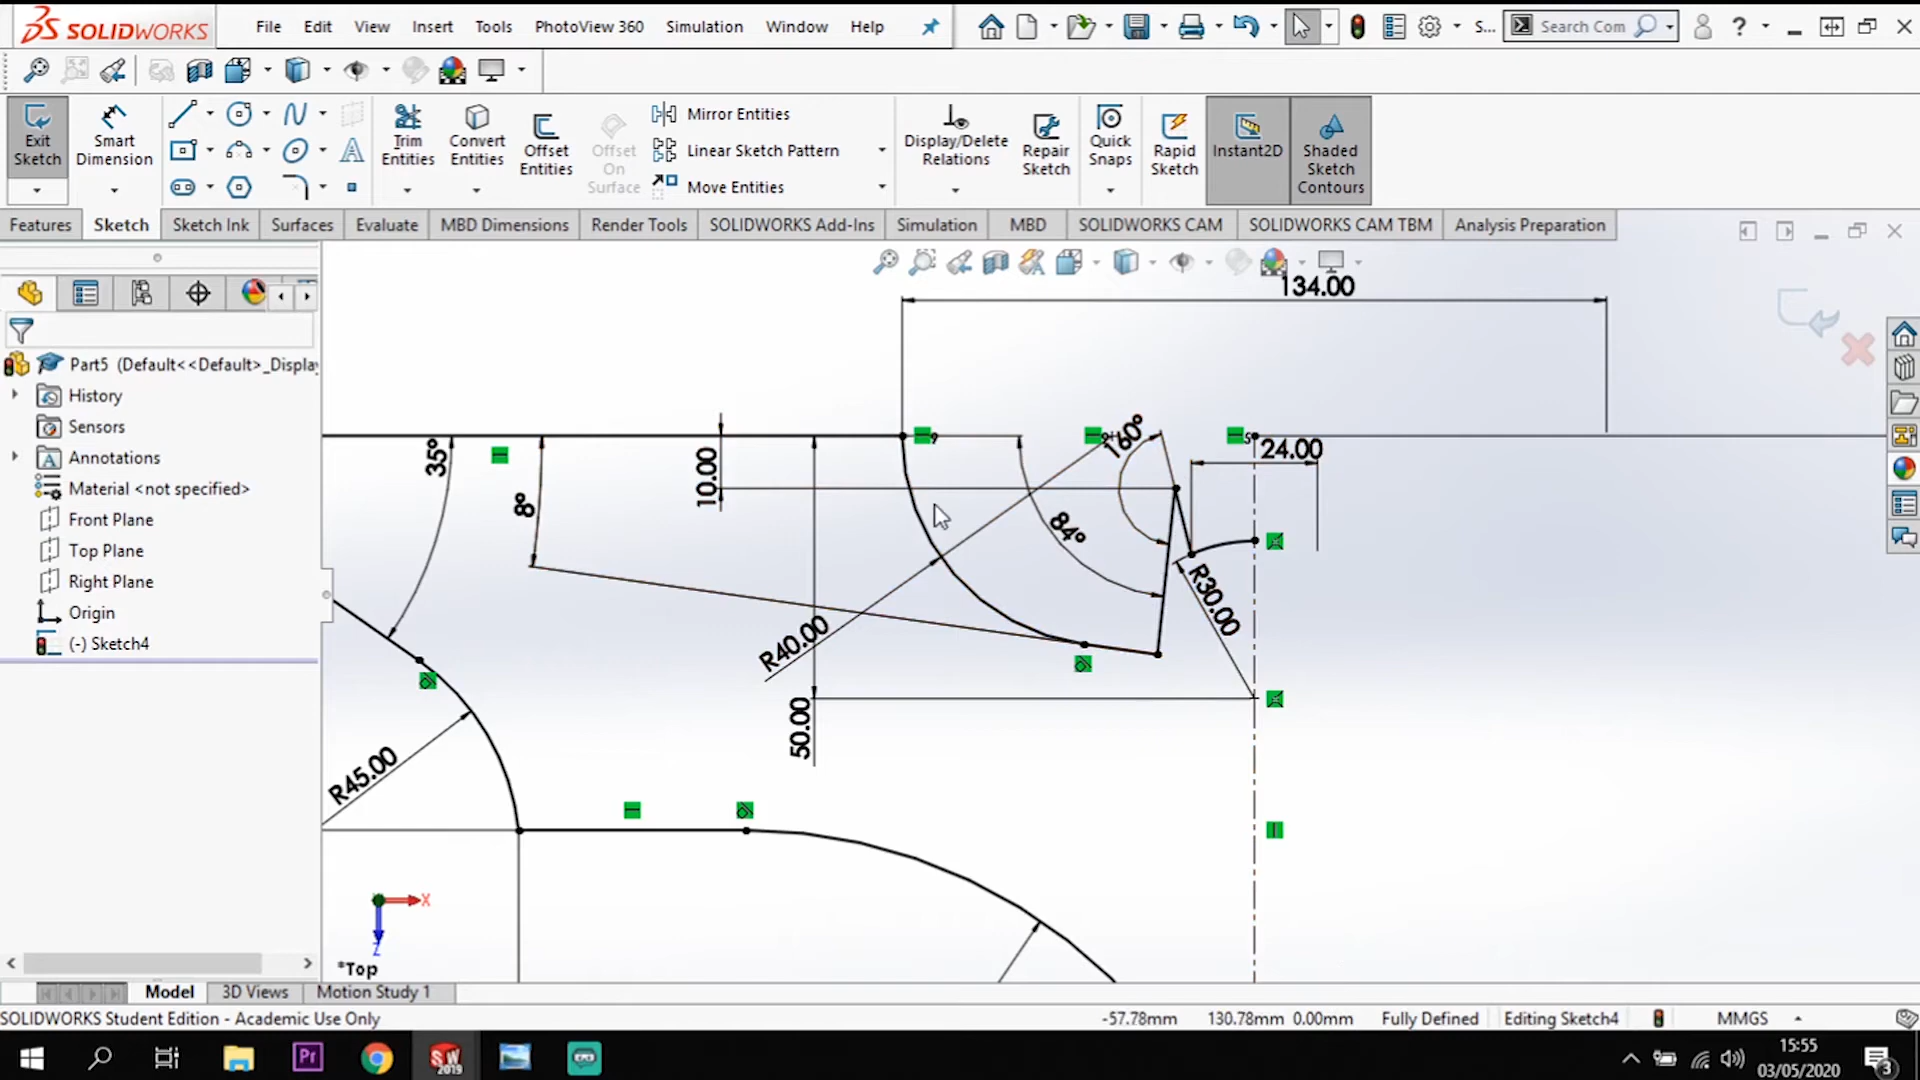 SOLIDWORKS File Edit View Insert Tools PhotoView 360 Simulation Window Help S... Search Com ?
Exit Sketch
Smart Dimension
Trim Entities
Convert Entities
Offset Entities
Offset On Surface
Mirror Entities
Linear Sketch Pattern
Move Entities
Display/Delete Relations
Repair Sketch
Quick Snaps
Rapid Sketch
Instant2D
Shaded Sketch Contours
Features Sketch Sketch Ink Surfaces Evaluate MBD Dimensions Render Tools SOLIDWORKS Add-Ins Simulation MBD SOLIDWORKS CAM SOLIDWORKS CAM TBM Analysis Preparation
Part5 (Default<<Default>_Displa
History
Sensors
Annotations
Material <not specified>
Front Plane
Top Plane
Right Plane
Origin
(-) Sketch4
134.00
160°
24.00
35°
8°
10.00
84°
R30.00
R40.00
50.00
R45.00
X
Z
*Top
Model 3D Views Motion Study 1
SOLIDWORKS Student Edition - Academic Use Only -57.78mm 130.78mm 0.00mm Fully Defined Editing Sketch4 MMGS
Pr
SW 2019
15:55
03/05/2020
3